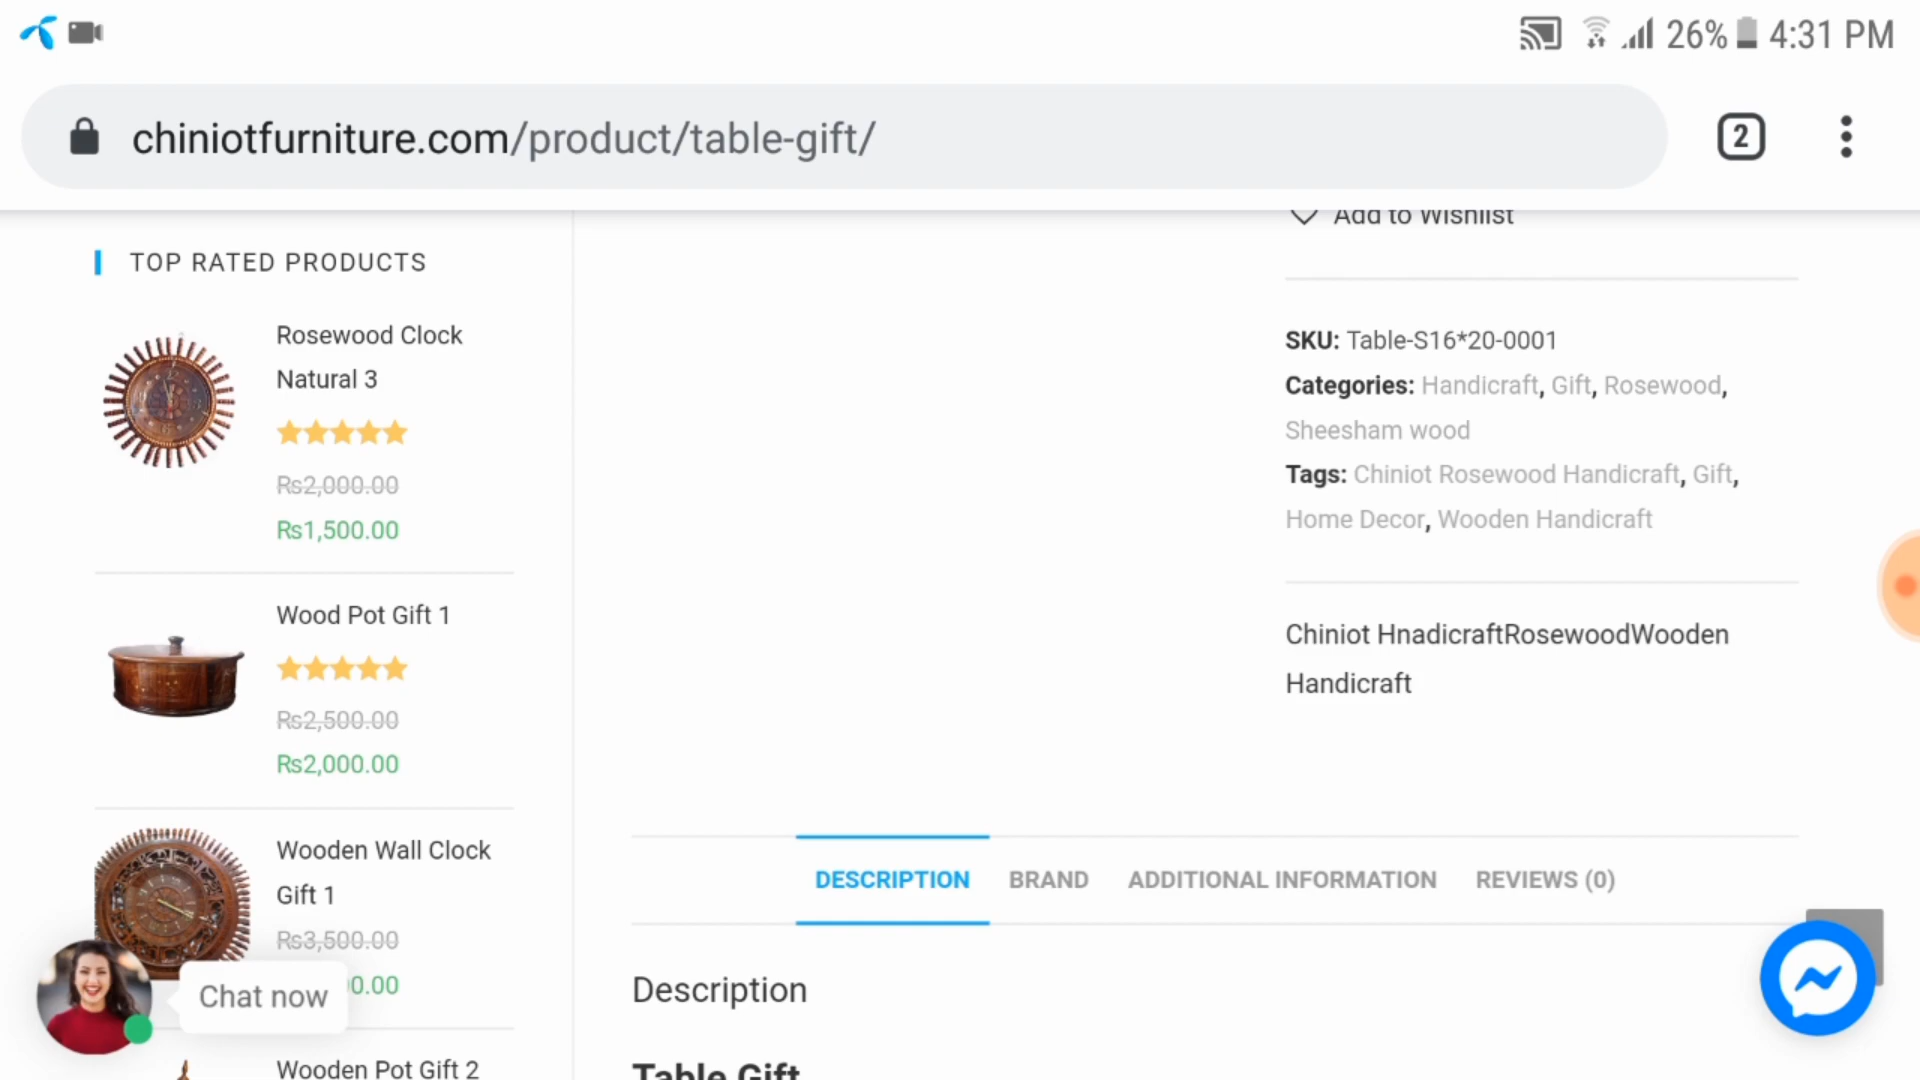 26% 4:31 PM
chiniotfurniture.com/product/table-gift/
2
Add to Wishlist
TOP RATED PRODUCTS
Rosewood Clock
Natural 3
₨2,000.00
₨1,500.00
Wood Pot Gift 1
₨2,500.00
₨2,000.00
Wooden Wall Clock
Gift 1
₨3,500.00
00.00
Chat now
Wooden Pot Gift 2
SKU: Table-S16*20-0001
Categories: Handicraft, Gift, Rosewood,
Sheesham wood
Tags: Chiniot Rosewood Handicraft, Gift,
Home Decor, Wooden Handicraft
Chiniot HnadicraftRosewoodWooden
Handicraft
DESCRIPTION BRAND ADDITIONAL INFORMATION REVIEWS (0)
Description
Table Gift